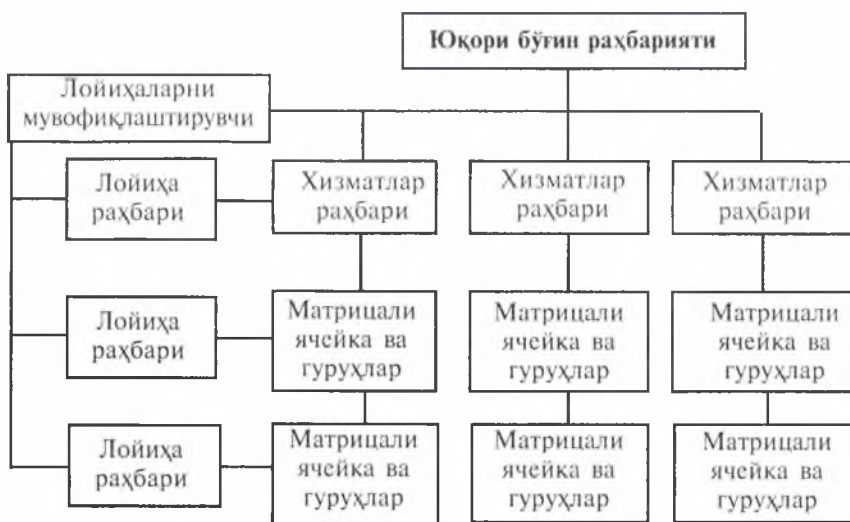 Юқори бўғин раҳбарияти
Лойиҳаларни
мувофиқлаштирувчи
Лойиҳа
раҳбари
Хизматлар
раҳбари
Хизматлар
раҳбари
Хизматлар
раҳбари
Лойиҳа
раҳбари
Матрицали
ячейка ва
гуруҳлар
Матрицали
ячейка ва
гуруҳлар
Матрицали
ячейка ва
гуруҳлар
Лойиҳа
раҳбари
Матрицали
ячейка ва
гуруҳлар
Матрицали
ячейка ва
гуруҳлар
Матрицали
ячейка ва
гуруҳлар